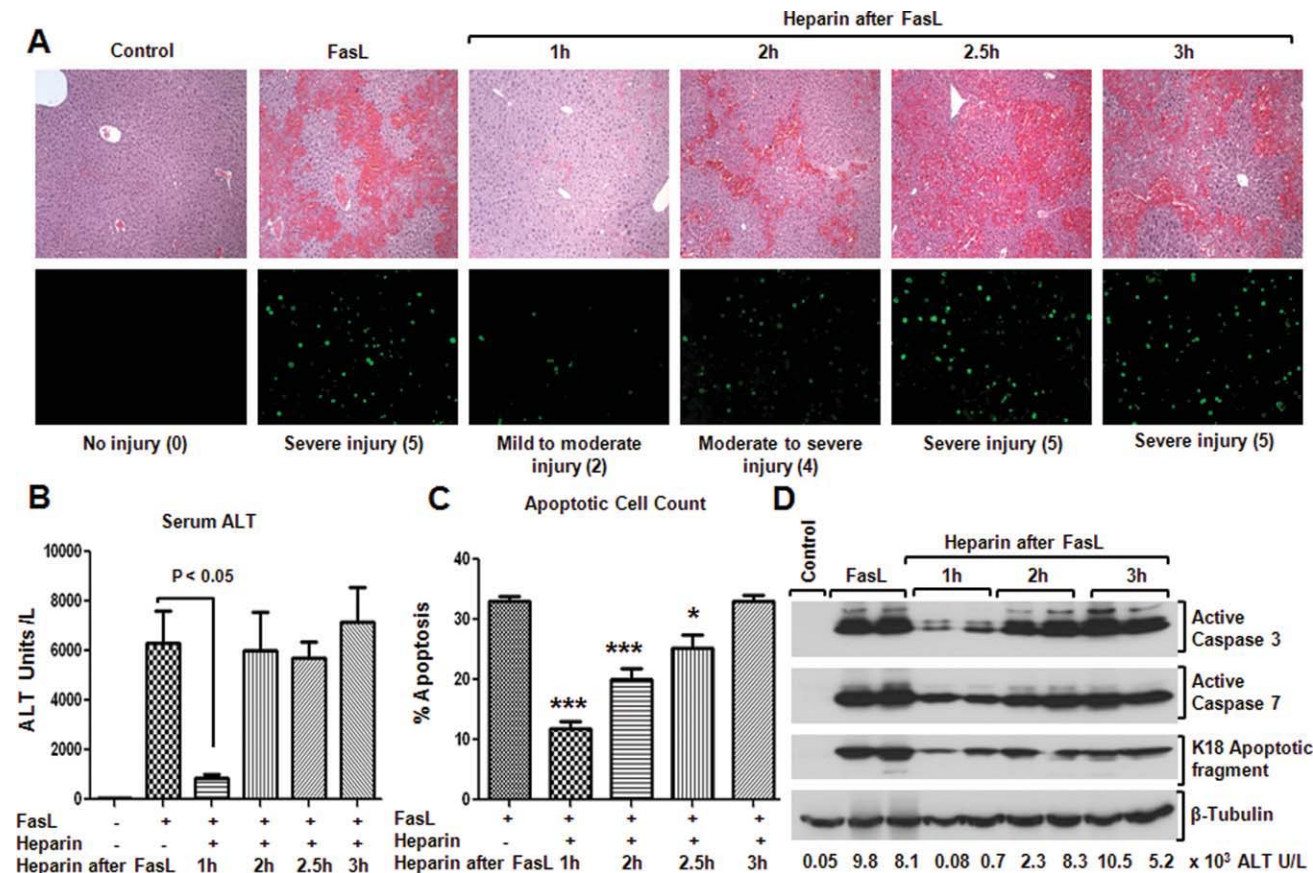 Heparin after FasL
A
Control
FasL
1h
2h
2.5h
3h
No injury (0)
Severe injury (5)
Mild to moderate
injury (2)
Moderate to severe
injury (4)
Severe injury (5)
Severe injury (5)
B
Serum ALT
ALT Units /L
10000
8000
6000
4000
2000
0
P < 0.05
FasL - + + + + +
Heparin - - + + + +
Heparin after FasL 1h 2h 2.5h 3h
C
Apoptotic Cell Count
% Apoptosis
40
30
20
10
0
***
***
*
FasL + + + + +
Heparin - + + + +
Heparin after FasL 1h 2h 2.5h 3h
D
Control
FasL
Heparin after FasL
1h
2h
3h
Active
Caspase 3
Active
Caspase 7
K18 Apoptotic
fragment
β-Tubulin
0.05 9.8 8.1 0.08 0.7 2.3 8.3 10.5 5.2 x 10³ ALT U/L